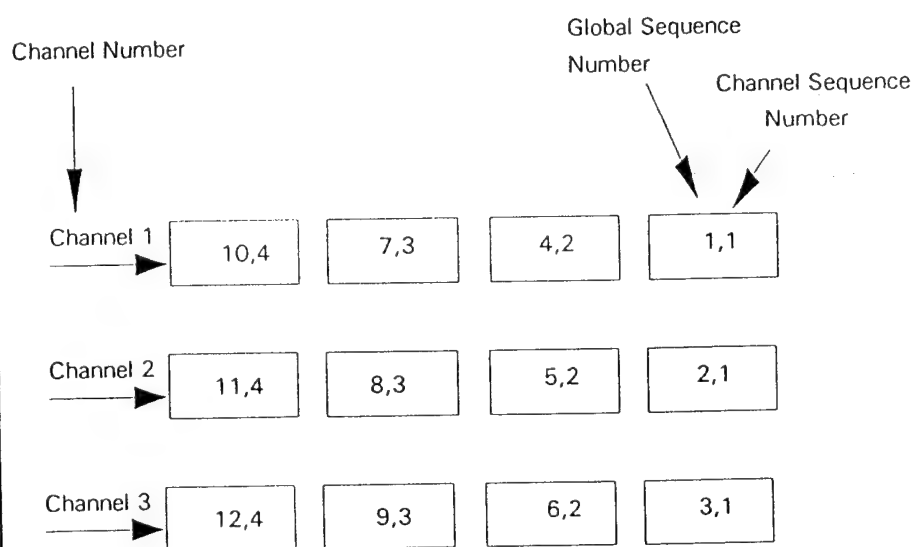 Channel Number
Global Sequence
Number
Channel Sequence
Number
Channel 1
10,4
7,3
4,2
1,1
Channel 2
11,4
8,3
5,2
2,1
Channel 3
12,4
9,3
6,2
3,1